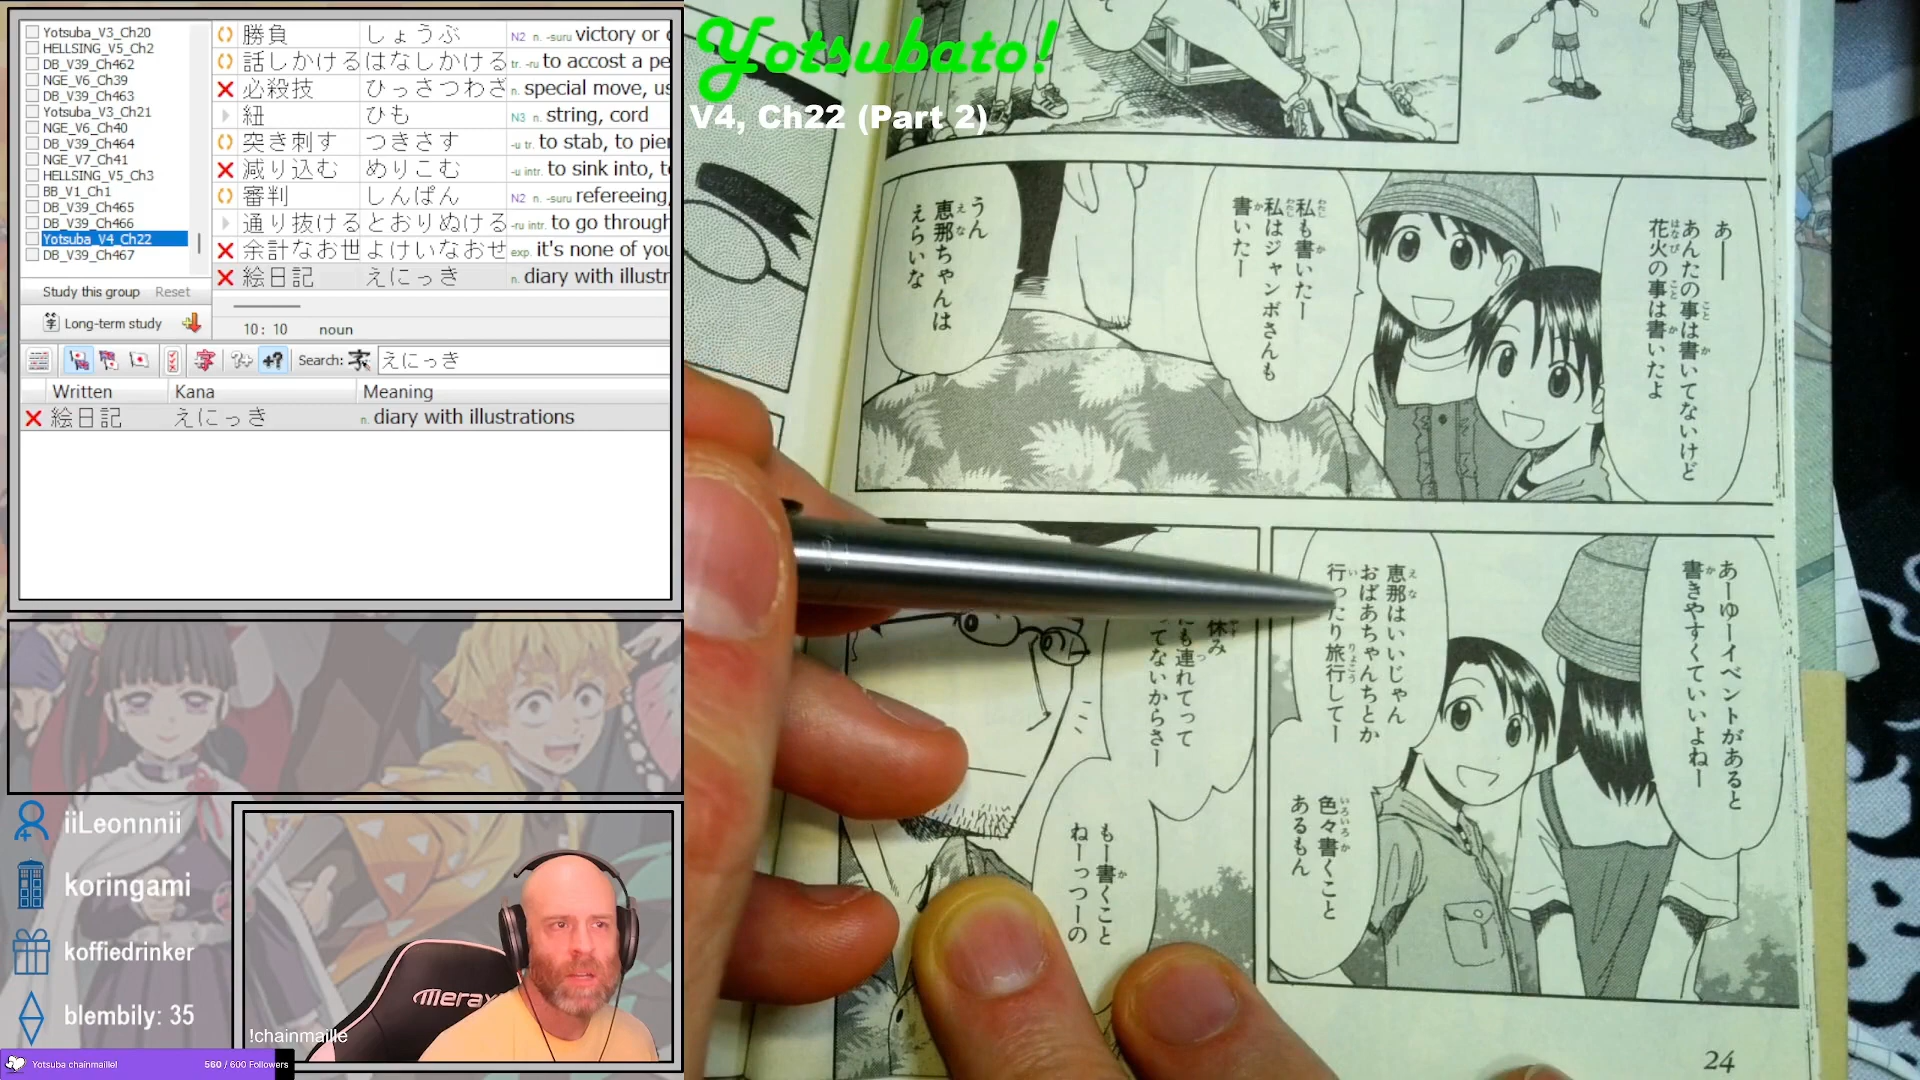 Yotsuba_V3_Ch20
HELLSING_V5_Ch2
DB_V39_Ch462
NGE_V6_Ch39
DB_V39_Ch463
Yotsuba_V3_Ch21
NGE_V6_Ch40
DB_V39_Ch464
NGE_V7_Ch41
HELLSING_V5_Ch3
BB_V1_Ch1
DB_V39_Ch465
DB_V39_Ch466
Yotsuba_V4_Ch22
DB_V39_Ch467
Study this group Reset
Long-term study
勝負 しょうぶ N2 n. -suru victory or
話しかける はなしかける tr. -ru to accost a pe
必殺技 ひっさつわざ n. special move, us
紐 ひも N3 n. string, cord
突き刺す つきさす -u tr. to stab, to pier
減り込む めりこむ -u intr. to sink into, t
審判 しんぱん N2 n. -suru refereeing,
通り抜ける とおりぬける -ru intr. to go through
余計なお世 よけいなおせ exp. it's none of you
絵日記 えにっき n. diary with illustr
10: 10 noun
Search: えにっき
Written Kana Meaning
絵日記 えにっき n. diary with illustrations
iiLeonnnii
koringami
koffiedrinker
blembily: 35
Yotsuba chainmaille! 560 / 600 Followers
!chainmaille
merax
Yotsubato!
V4, Ch22 (Part 2)
あーー
あんたの事は書いてないけど
花火の事は書いたよ
私も書いたー
私はジャンボさんも
書いたー
うん
恵那ちゃんは
えらいな
あーゆーイベントがあると
書きやすくていいよねー
恵那はいいじゃん
おばあちゃんちとか
行ったり旅行してー
色々書くこと
あるもん
休み
にも連れてって
ってないからさー
もー書くこと
ねーっつーの
24